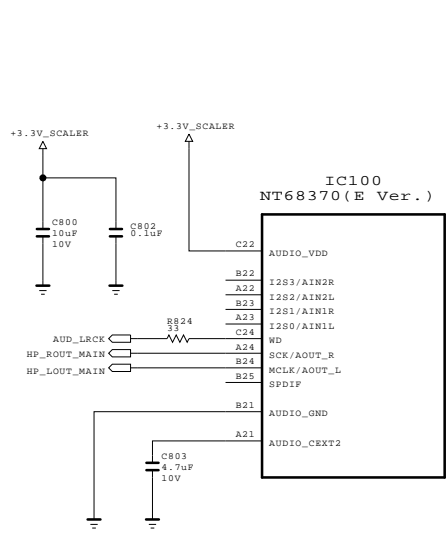 +3.3V_SCALER
+3.3V_SCALER
IC100
NT68370(E Ver.)
C800
10uF
10V
C802
0.1uF
C22
AUDIO_VDD
B22
I2S3/AIN2R
A22
I2S2/AIN2L
B23
I2S1/AIN1R
A23
I2S0/AIN1L
R824
33
AUD_LRCK
C24
WD
HP_ROUT_MAIN
A24
SCK/AOUT_R
HP_LOUT_MAIN
B24
MCLK/AOUT_L
B25
SPDIF
B21
AUDIO_GND
A21
AUDIO_CEXT2
C803
4.7uF
10V